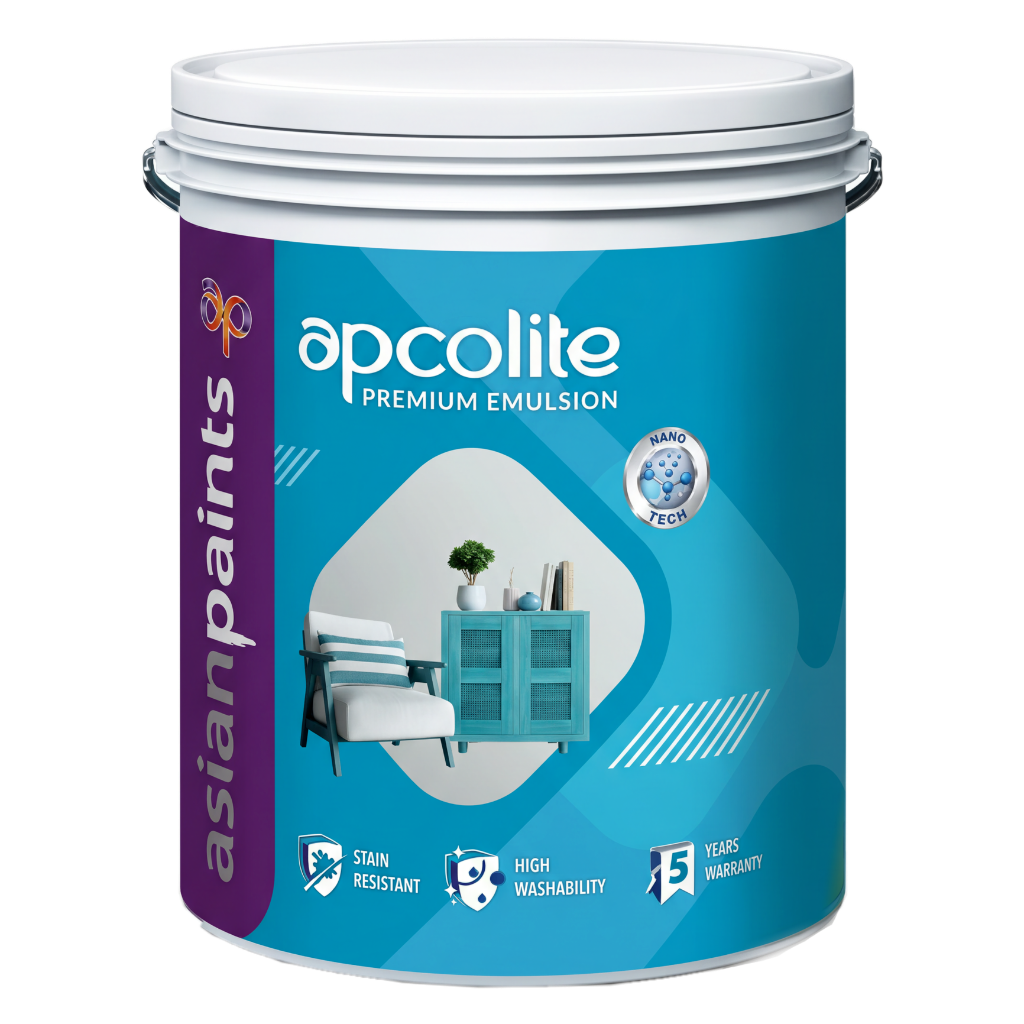 asianpaints
apcolite
PREMIUM EMULSION
NANO
TECH
STAIN
RESISTANT
HIGH
WASHABILITY
5
YEARS
WARRANTY